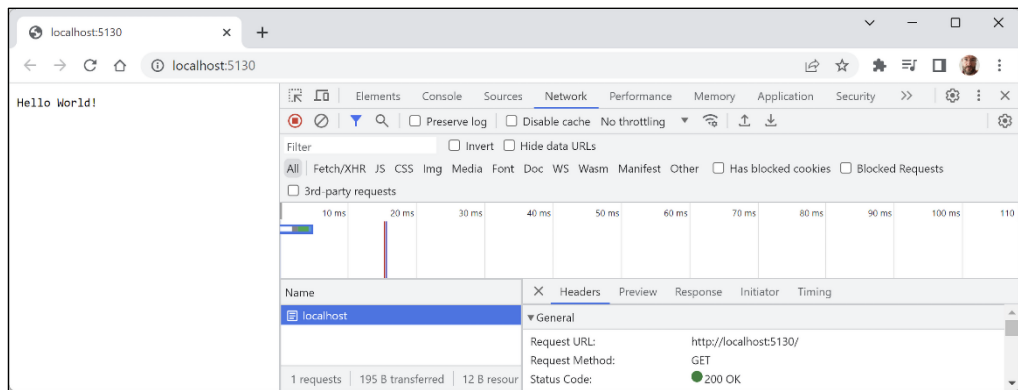 localhost:5130
localhost:5130
Hello World!
Elements Console Sources Network Performance Memory Application Security
Preserve log Disable cache No throttling
Filter Invert Hide data URLs
All Fetch/XHR JS CSS Img Media Font Doc WS Wasm Manifest Other Has blocked cookies Blocked Requests
3rd-party requests
10 ms 20 ms 30 ms 40 ms 50 ms 60 ms 70 ms 80 ms 90 ms 100 ms 110
Name Headers Preview Response Initiator Timing
localhost General
Request URL: http://localhost:5130/
Request Method: GET
1 requests 195 B transferred 12 B resour Status Code: 200 OK